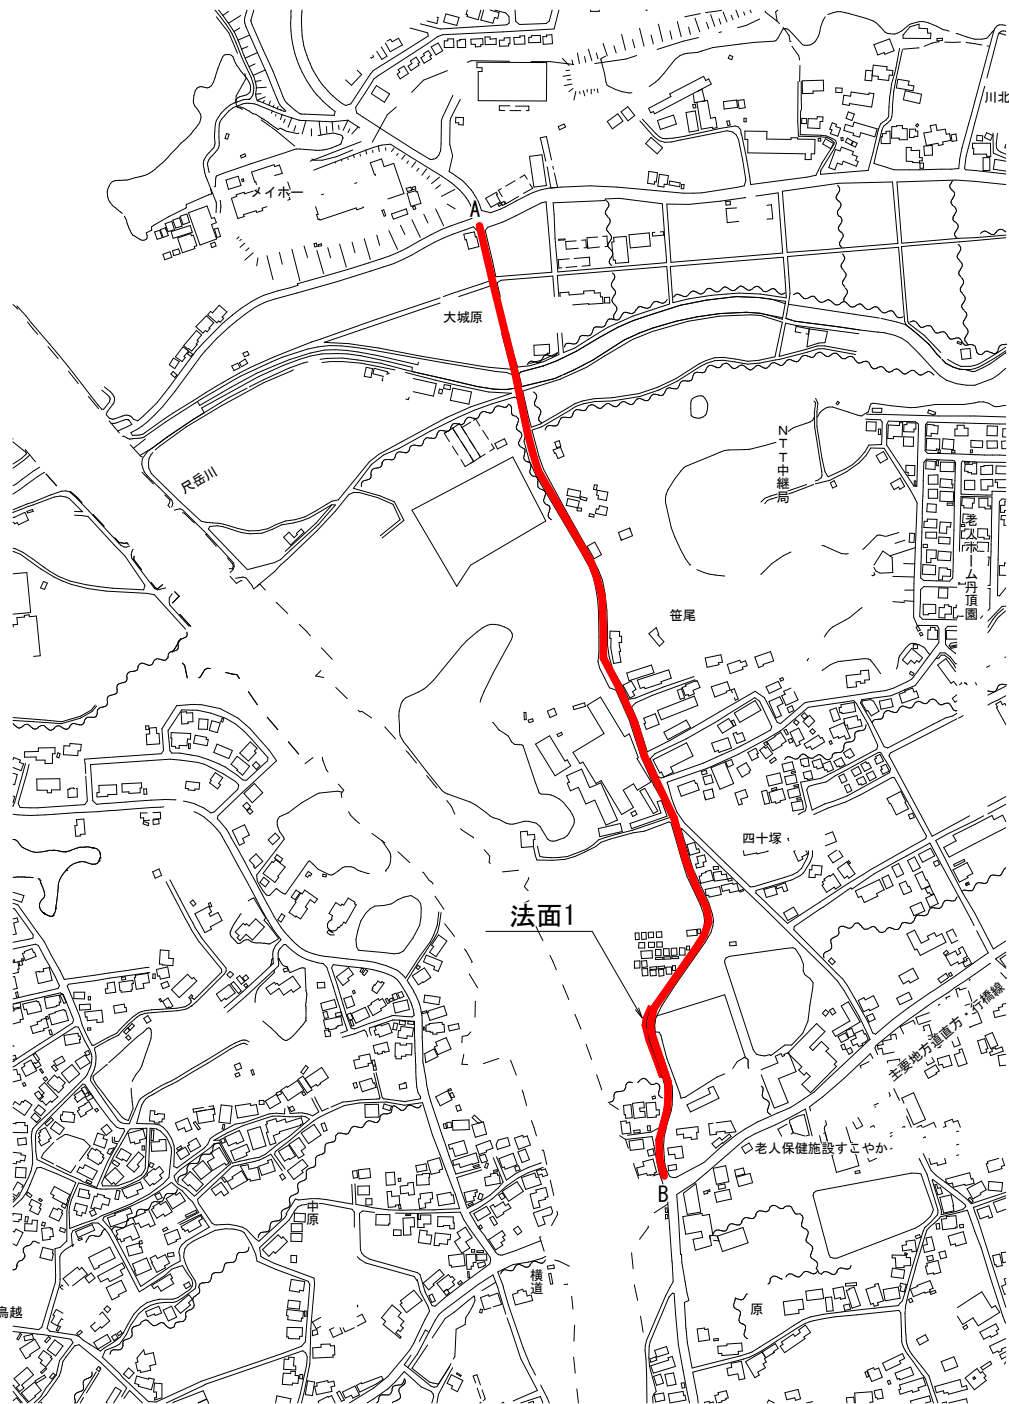 川北
メイホー
A
大城原
NTT中継局
尺岳川
老人ホーム丹頂園
笹尾
四十塚
法面1
主要地方道直方・行橋線
老人保健施設すこやか
B
中原
横道
原
鳥越